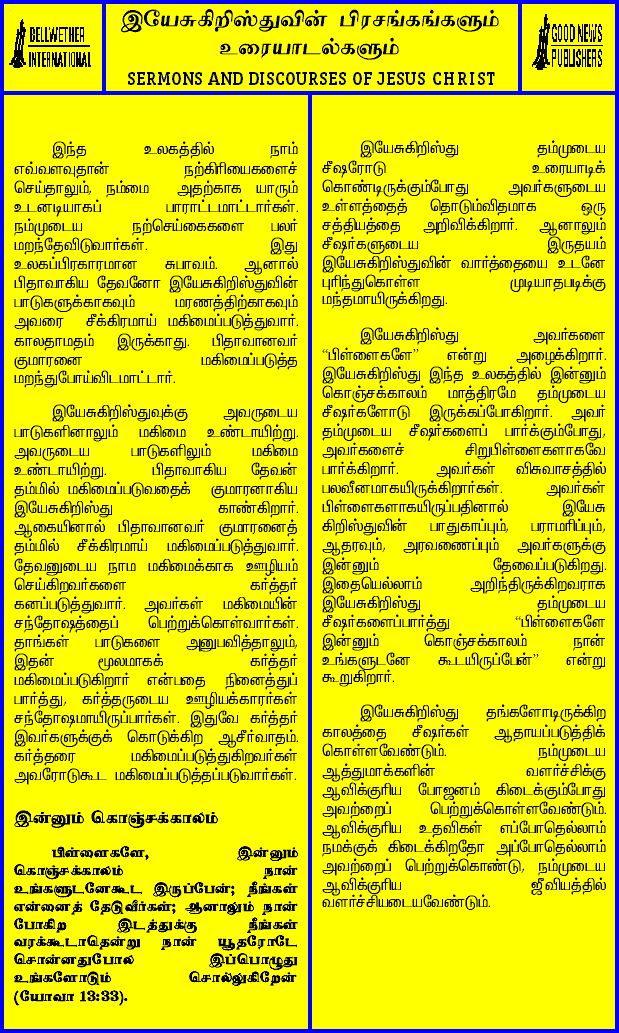 BELLWETHER
INTERNATIONAL
இயேசுகிறிஸ்துவின் பிரசங்கங்களும்
உரையாடல்களும்
SERMONS AND DISCOURSES OF JESUS CHRIST
GOOD NEWS
PUBLISHERS
இந்த உலகத்தில் நாம்
எவ்வளவுதான் நற்கிரியைகளைச்
செய்தாலும், நம்மை அதற்காக யாரும்
உடனடியாகப் பாராட்டமாட்டார்கள்.
நம்முடைய நற்செய்கைகளை பலர்
மறந்தேவிடுவார்கள். இது
உலகப்பிரகாரமான சுபாவம். ஆனால்
பிதாவாகிய தேவனோ இயேசுகிறிஸ்துவின்
பாடுகளுக்காகவும் மரணத்திற்காகவும்
அவரை சீக்கிரமாய் மகிமைப்படுத்துவார்.
காலதாமதம் இருக்காது. பிதாவானவர்
குமாரனை மகிமைப்படுத்த
மறந்துபோய்விடமாட்டார்.
இயேசுகிறிஸ்துவுக்கு அவருடைய
பாடுகளினாலும் மகிமை உண்டாயிற்று.
அவருடைய பாடுகளிலும் மகிமை
உண்டாயிற்று. பிதாவாகிய தேவன்
தம்மில் மகிமைப்படுவதைக் குமாரனாகிய
இயேசுகிறிஸ்து காண்கிறார்.
ஆகையினால் பிதாவானவர் குமாரனைத்
தம்மில் சீக்கிரமாய் மகிமைப்படுத்துவார்.
தேவனுடைய நாம மகிமைக்காக ஊழியம்
செய்கிறவர்களை கர்த்தர்
கனப்படுத்துவார். அவர்கள் மகிமையின்
சந்தோஷத்தைப் பெற்றுக்கொள்வார்கள்.
தாங்கள் பாடுகளை அனுபவித்தாலும்,
இதன் மூலமாகக் கர்த்தர்
மகிமைப்படுகிறார் என்பதை நினைத்துப்
பார்த்து, கர்த்தருடைய ஊழியக்காரர்கள்
சந்தோஷமாயிருப்பார்கள். இதுவே கர்த்தர்
இவர்களுக்குக் கொடுக்கிற ஆசீர்வாதம்.
கர்த்தரை மகிமைப்படுத்துகிறவர்கள்
அவரோடுகூட மகிமைப்படுத்தப்படுவார்கள்.
இன்னும் கொஞ்சக்காலம்
பிள்ளைகளே, இன்னும்
கொஞ்சக்காலம் நான்
உங்களுடனேகூட இருப்பேன்; நீங்கள்
என்னைத் தேடுவீர்கள்; ஆனாலும் நான்
போகிற இடத்துக்கு நீங்கள்
வரக்கூடாதென்று நான் யூதரோடே
சொன்னதுபோல இப்பொழுது
உங்களோடும் சொல்லுகிறேன்
(யோவா 13:33).
இயேசுகிறிஸ்து தம்முடைய
சீஷரோடு உரையாடிக்
கொண்டிருக்கும்போது அவர்களுடைய
உள்ளத்தைத் தொடும்விதமாக ஒரு
சத்தியத்தை அறிவிக்கிறார். ஆனாலும்
சீஷர்களுடைய இருதயம்
இயேசுகிறிஸ்துவின் வார்த்தையை உடனே
புரிந்துகொள்ள முடியாதபடிக்கு
மந்தமாயிருக்கிறது.
இயேசுகிறிஸ்து அவர்களை
“பிள்ளைகளே” என்று அழைக்கிறார்.
இயேசுகிறிஸ்து இந்த உலகத்தில் இன்னும்
கொஞ்சக்காலம் மாத்திரமே தம்முடைய
சீஷர்களோடு இருக்கப்போகிறார். அவர்
தம்முடைய சீஷர்களைப் பார்க்கும்போது,
அவர்களைச் சிறுபிள்ளைகளாகவே
பார்க்கிறார். அவர்கள் விசுவாசத்தில்
பலவீனமாகயிருக்கிறார்கள். அவர்கள்
பிள்ளைகளாகயிருப்பதினால் இயேசு
கிறிஸ்துவின் பாதுகாப்பும், பராமரிப்பும்,
ஆதரவும், அரவணைப்பும் அவர்களுக்கு
இன்னும் தேவைப்படுகிறது.
இதையெல்லாம் அறிந்திருக்கிறவராக
இயேசுகிறிஸ்து தம்முடைய
சீஷர்களைப்பார்த்து “பிள்ளைகளே
இன்னும் கொஞ்சக்காலம் நான்
உங்களுடனே கூடயிருப்பேன்” என்று
கூறுகிறார்.
இயேசுகிறிஸ்து தங்களோடிருக்கிற
காலத்தை சீஷர்கள் ஆதாயப்படுத்திக்
கொள்ளவேண்டும். நம்முடைய
ஆத்துமாக்களின் வளர்ச்சிக்கு
ஆவிக்குரிய போஜனம் கிடைக்கும்போது
அவற்றைப் பெற்றுக்கொள்ளவேண்டும்.
ஆவிக்குரிய உதவிகள் எப்போதெல்லாம்
நமக்குக் கிடைக்கிறதோ அப்போதெல்லாம்
அவற்றைப் பெற்றுக்கொண்டு, நம்முடைய
ஆவிக்குரிய ஜீவியத்தில்
வளர்ச்சியடையவேண்டும்.